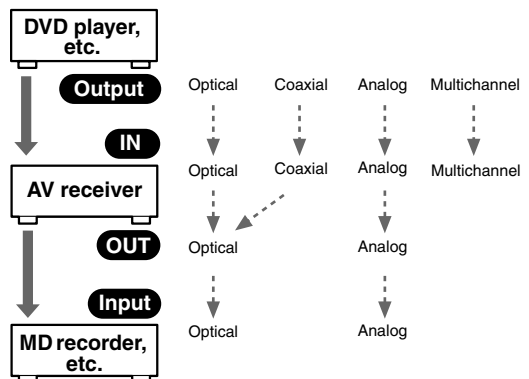 DVD player,
etc.
Output Optical Coaxial Analog Multichannel
IN
AV receiver Optical Coaxial Analog Multichannel
OUT Optical Analog
Input
Optical Analog
MD recorder,
etc.